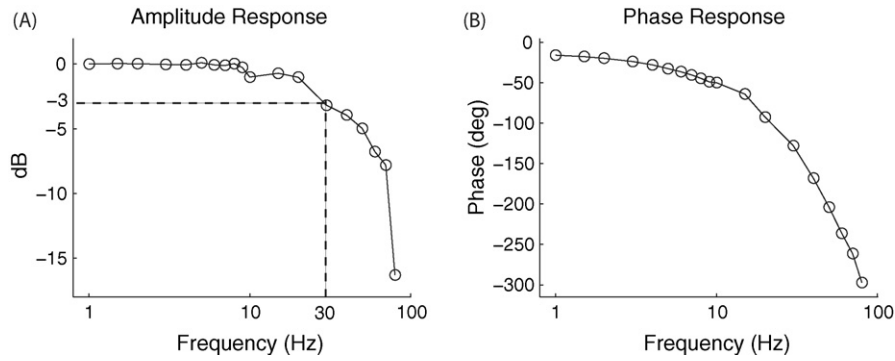 (A) Amplitude Response
0
−3
−5
−10
−15
dB
1 10 30 100
Frequency (Hz)
(B) Phase Response
0
−50
−100
−150
−200
−250
−300
Phase (deg)
1 10 100
Frequency (Hz)